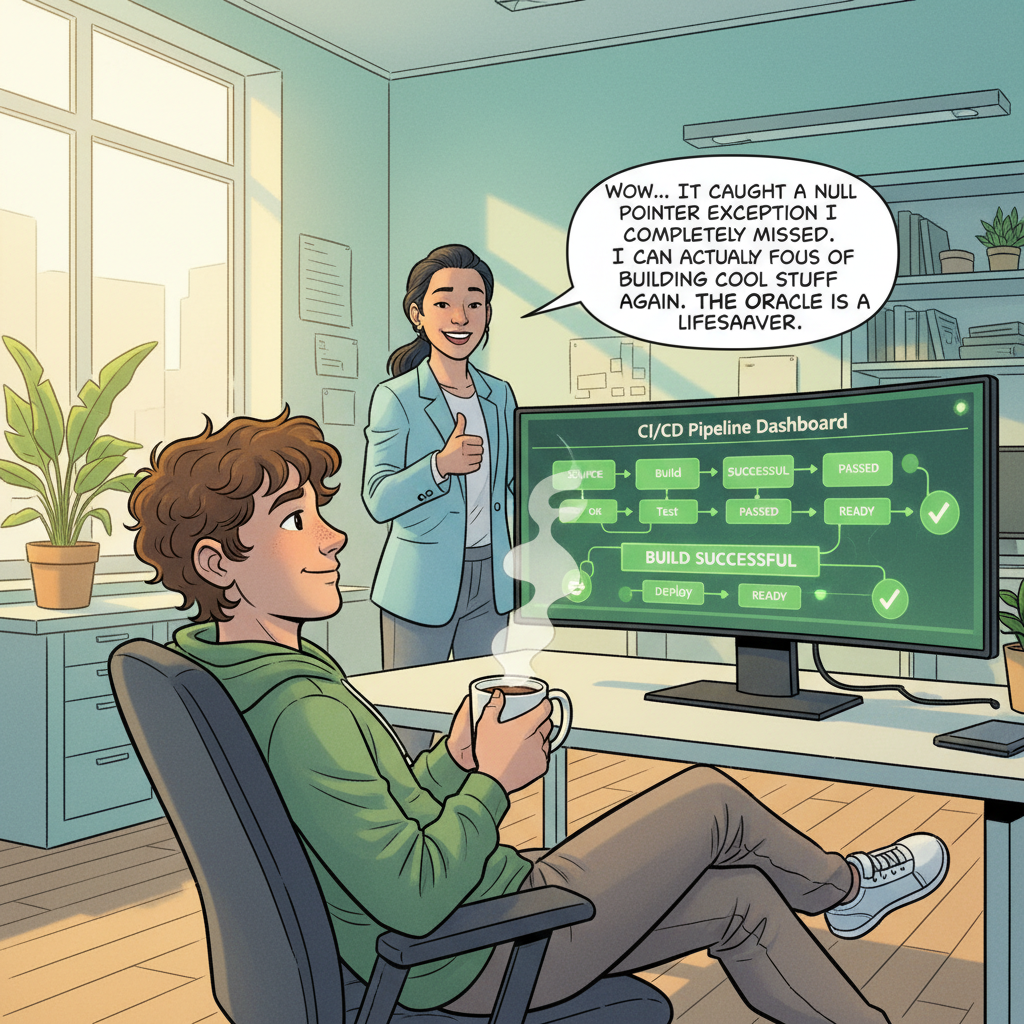 WOW... IT CAUGHT A NULL
POINTER EXCEPTION I
COMPLETELY MISSED.
I CAN ACTUALLY FOUS OF
BUILDING COOL STUFF
AGAIN. THE ORACLE IS A
LIFESAAVER.
CI/CD Pipeline Dashboard
Build
SUCCESSFUL
PASSED
OK
Test
PASSED
READY
BUILD SUCCESSFUL
Deploy
READY